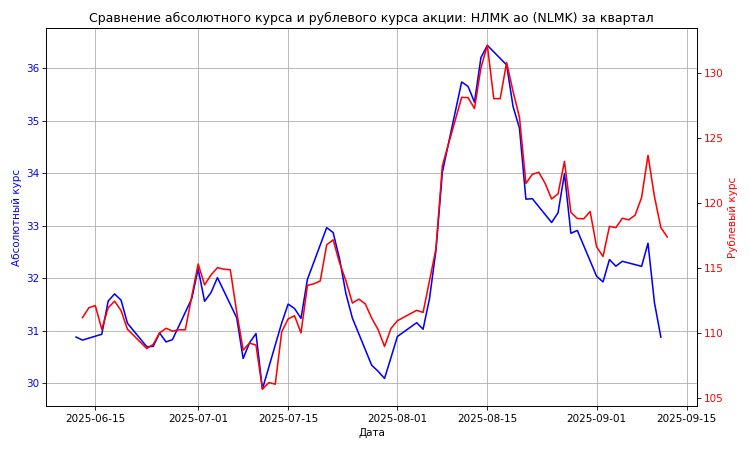 Сравнение абсолютного курса и рублевого курса акции: НЛМК ао (NLMK) за квартал
36
35
34
33
32
31
30
Абсолютный курс
130
125
120
115
110
105
Рублевый курс
2025-06-15 2025-07-01 2025-07-15 2025-08-01 2025-08-15 2025-09-01 2025-09-15
Дата